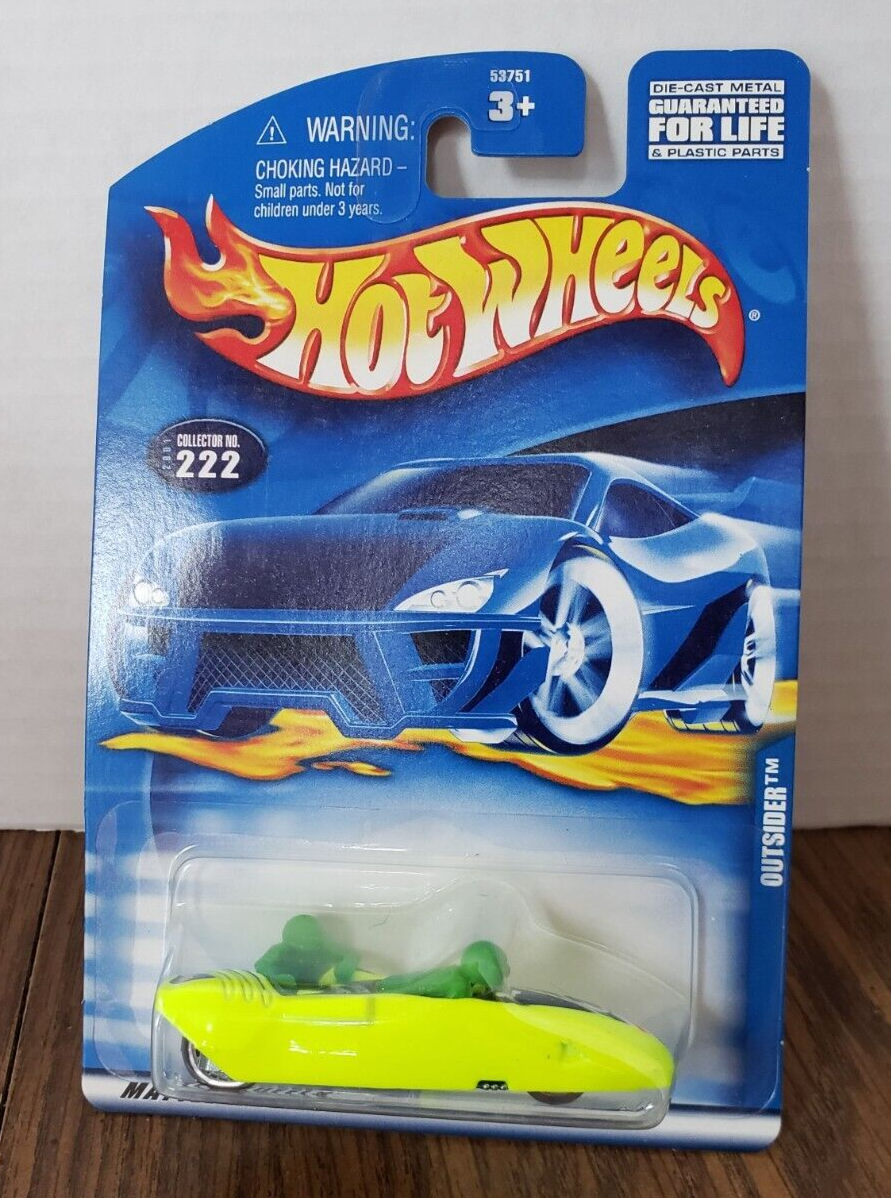 53751
3+
WARNING:
CHOKING HAZARD –
Small parts. Not for
children under 3 years.
DIE-CAST METAL
GUARANTEED
FOR LIFE
& PLASTIC PARTS
HOT WHEELS®
2001
COLLECTOR NO.
222
OUTSIDER™